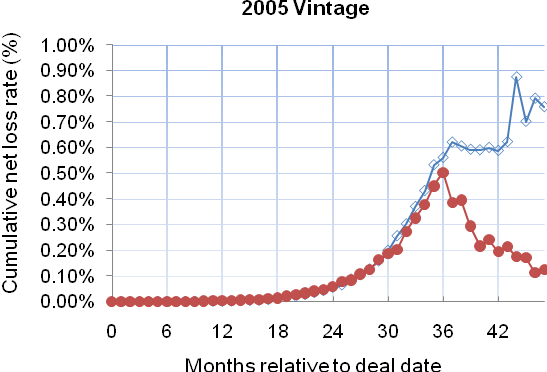 2005 Vintage
Cumulative net loss rate (%)
1.00%
0.90%
0.80%
0.70%
0.60%
0.50%
0.40%
0.30%
0.20%
0.10%
0.00%
0 6 12 18 24 30 36 42
Months relative to deal date